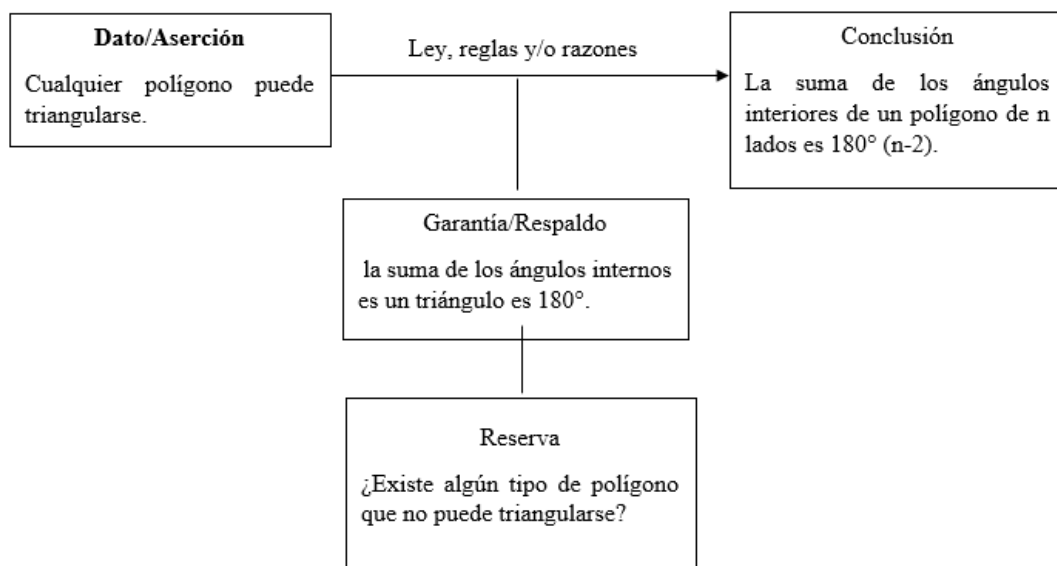 Dato/Aserción
Cualquier polígono puede
triangularse.
Ley, reglas y/o razones
Conclusión
La suma de los ángulos
interiores de un polígono de n
lados es 180° (n-2).
Garantía/Respaldo
la suma de los ángulos internos
es un triángulo es 180°.
Reserva
¿Existe algún tipo de polígono
que no puede triangularse?